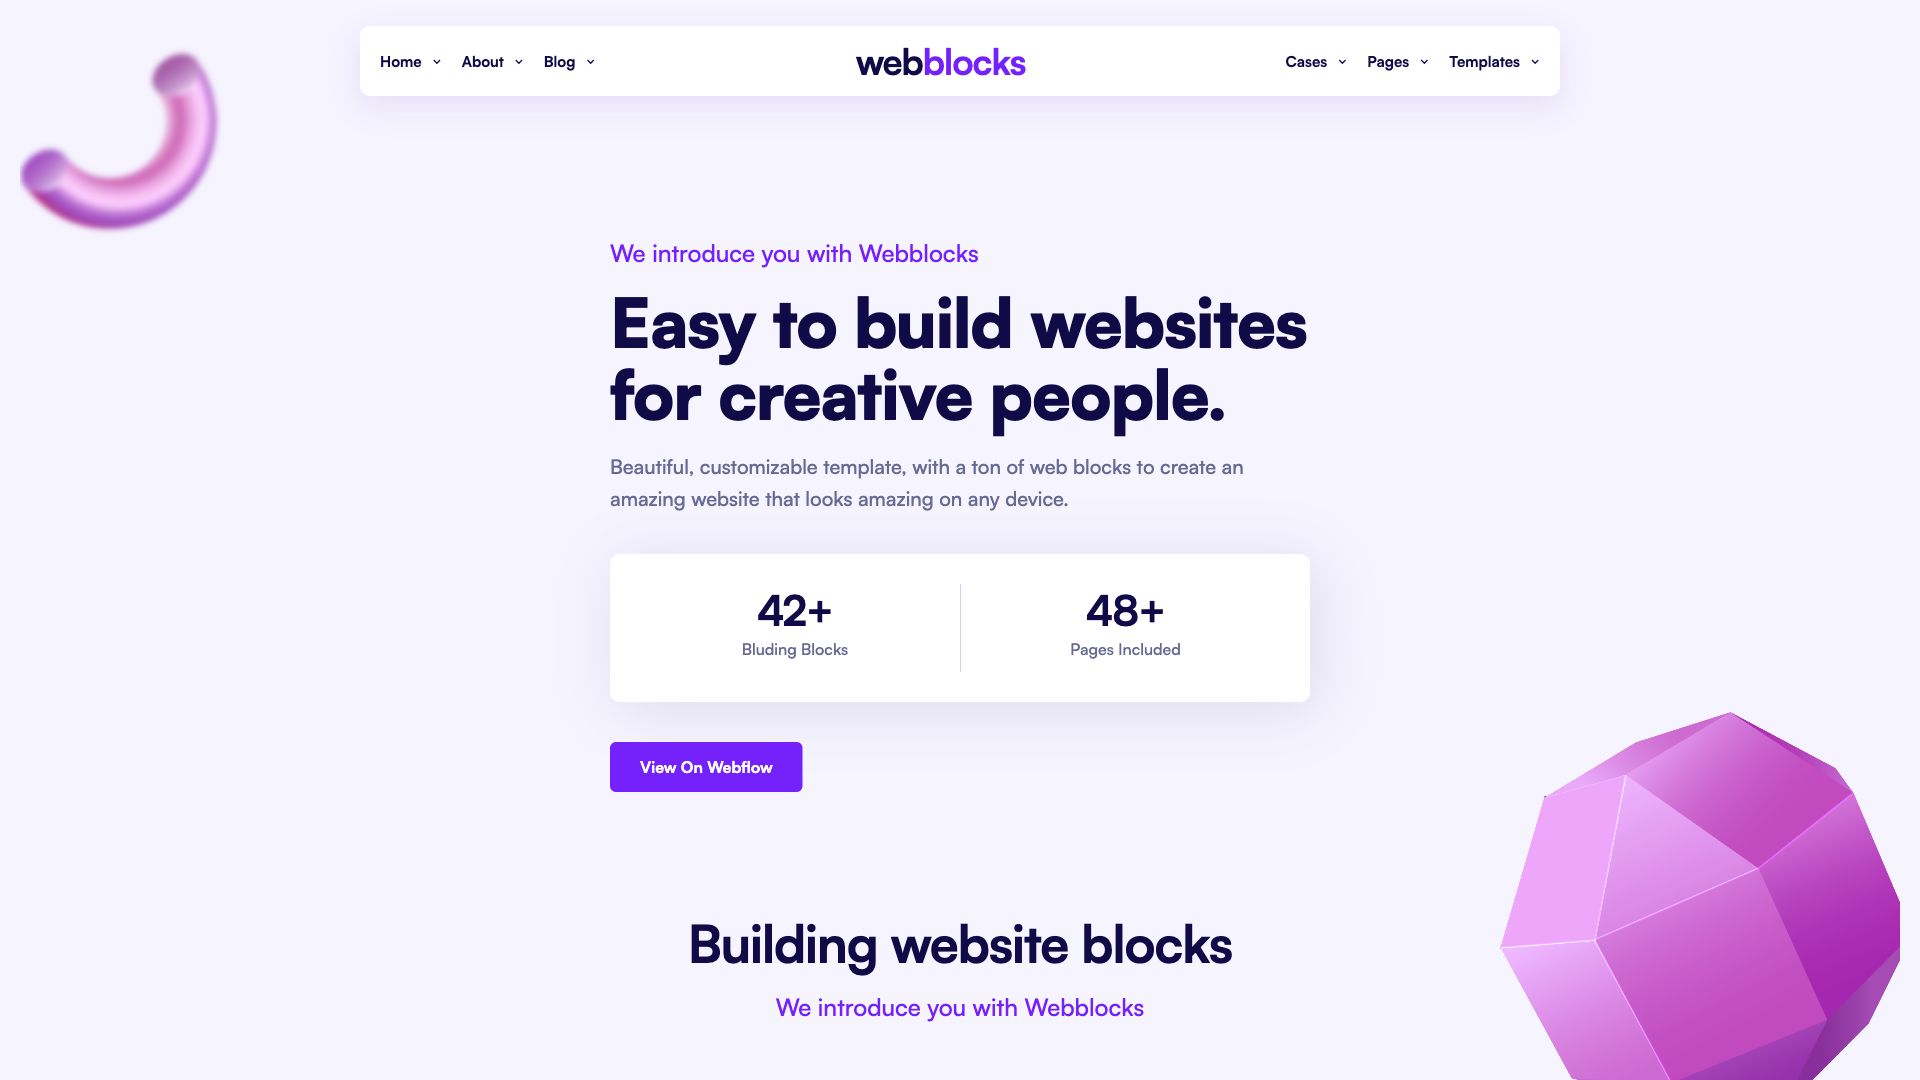 Home
About
Blog
webblocks
Cases
Pages
Templates
We introduce you with Webblocks
Easy to build websites
for creative people.
Beautiful, customizable template, with a ton of web blocks to create an
amazing website that looks amazing on any device.
42+
Bluding Blocks
48+
Pages Included
View On Webflow
Building website blocks
We introduce you with Webblocks